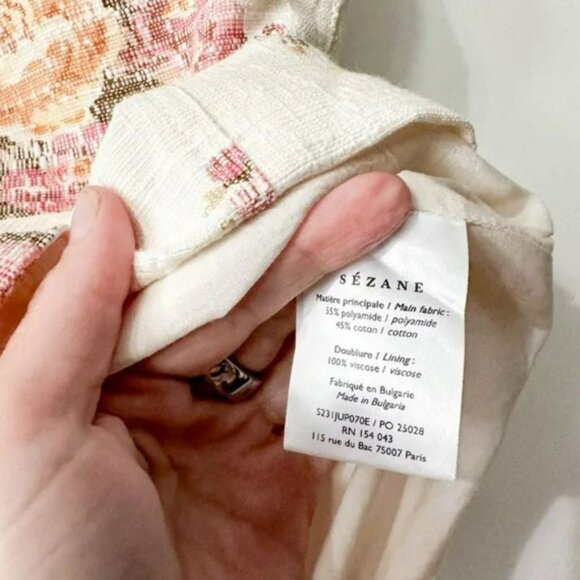 SÉZANE
Matière principale / Main fabric :
55% polyamide / polyamide
45% coton / cotton
Doublure / Lining :
100% viscose / viscose
Fabriqué en Bulgarie
Made in Bulgaria
S231JUP070E / PO 25028
RN 154 043
115 rue du Bac 75007 Paris